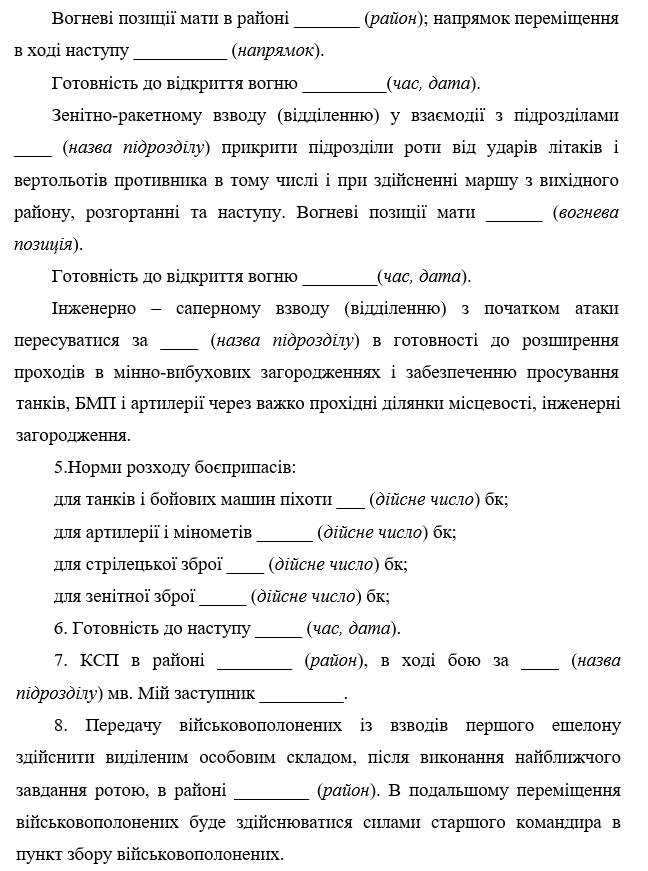 Вогневі позиції мати в районі _______ (район); напрямок переміщення
в ході наступу __________ (напрямок).
Готовність до відкриття вогню _________(час, дата).
Зенітно-ракетному взводу (відділенню) у взаємодії з підрозділами
____ (назва підрозділу) прикрити підрозділи роти від ударів літаків і
вертольотів противника в тому числі і при здійсненні маршу з вихідного
району, розгортанні та наступу. Вогневі позиції мати ______ (вогнева
позиція).
Готовність до відкриття вогню ________(час, дата).
Інженерно – саперному взводу (відділенню) з початком атаки
пересуватися за ____ (назва підрозділу) в готовності до розширення
проходів в мінно-вибухових загородженнях і забезпеченню просування
танків, БМП і артилерії через важко прохідні ділянки місцевості, інженерні
загородження.
5.Норми розходу боєприпасів:
для танків і бойових машин піхоти ___ (дійсне число) бк;
для артилерії і мінометів ______ (дійсне число) бк;
для стрілецької зброї ____ (дійсне число) бк;
для зенітної зброї _____ (дійсне число) бк;
6. Готовність до наступу _____ (час, дата).
7. КСП в районі ________ (район), в ході бою за ____ (назва
підрозділу) мв. Мій заступник _________.
8. Передачу військовополонених із взводів першого ешелону
здійснити виділеним особовим складом, після виконання найближчого
завдання ротою, в районі ________ (район). В подальшому переміщення
військовополонених буде здійснюватися силами старшого командира в
пункт збору військовополонених.